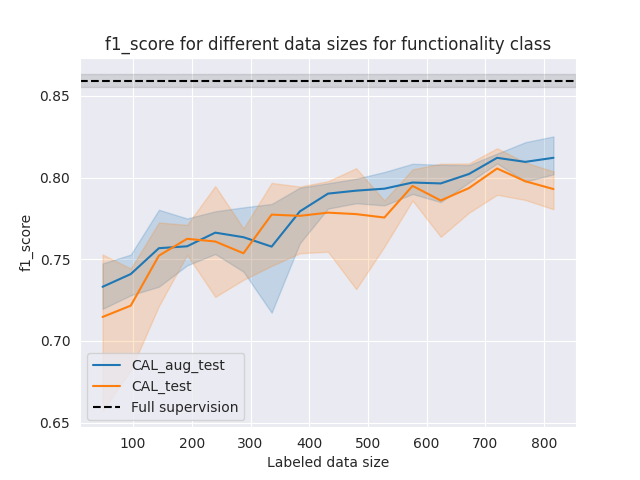 f1_score for different data sizes for functionality class
f1_score
0.85
0.80
0.75
0.70
0.65
CAL_aug_test
CAL_test
Full supervision
100 200 300 400 500 600 700 800
Labeled data size